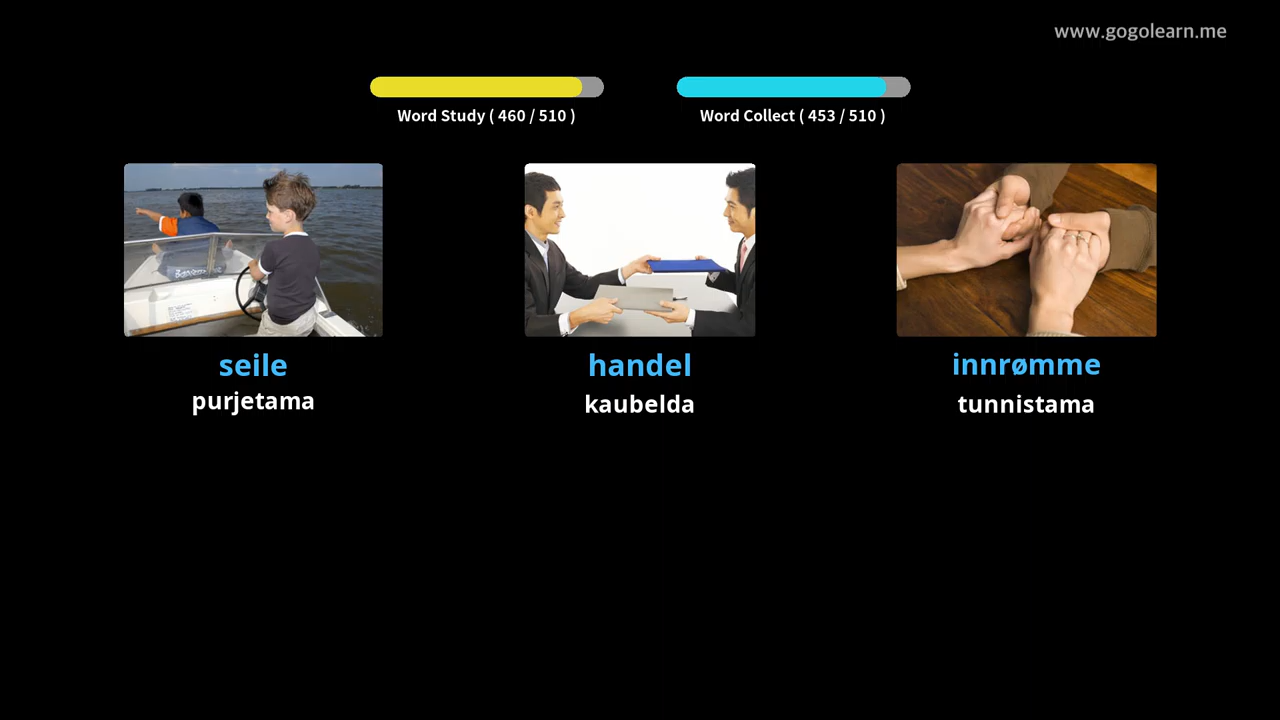 www.gogolearn.me
Word Study ( 460 / 510 )
Word Collect ( 453 / 510 )
seile
purjetama
handel
kaubelda
innrømme
tunnistama